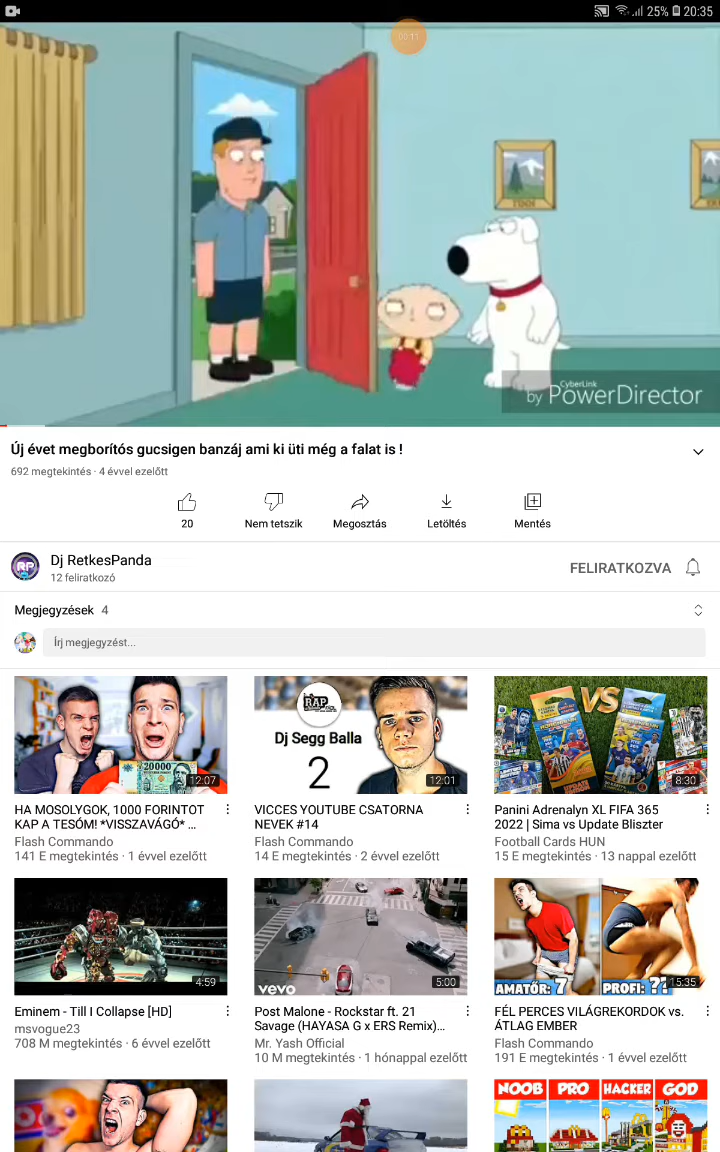 25% 20:35
00:11
by CyberLink PowerDirector
Új évet megborítós gucsigen banzáj ami ki üti még a falat is !
692 megtekintés · 4 évvel ezelőtt
20 Nem tetszik Megosztás Letöltés Mentés
RP
Dj RetkesPanda
12 feliratkozó
FELIRATKOZVA
Megjegyzések 4
Írj megjegyzést...
20000
12:07
RAP
Dj Segg Balla
2
12:01
VS
8:30
HA MOSOLYGOK, 1000 FORINTOT
KAP A TESÓM! *VISSZAVÁGÓ* ...
Flash Commando
141 E megtekintés · 1 évvel ezelőtt
VICCES YOUTUBE CSATORNA
NEVEK #14
Flash Commando
14 E megtekintés · 2 évvel ezelőtt
Panini Adrenalyn XL FIFA 365
2022 | Sima vs Update Bliszter
Football Cards HUN
15 E megtekintés · 13 nappal ezelőtt
4:59
vevo
5:00
AMATŐR: 7
PROFI: ??
15:35
Eminem - Till I Collapse [HD]
msvogue23
708 M megtekintés · 6 évvel ezelőtt
Post Malone - Rockstar ft. 21
Savage (HAYASA G x ERS Remix)...
Mr. Yash Official
10 M megtekintés · 1 hónappal ezelőtt
FÉL PERCES VILÁGREKORDOK vs.
ÁTLAG EMBER
Flash Commando
191 E megtekintés · 1 évvel ezelőtt
NOOB PRO HACKER GOD